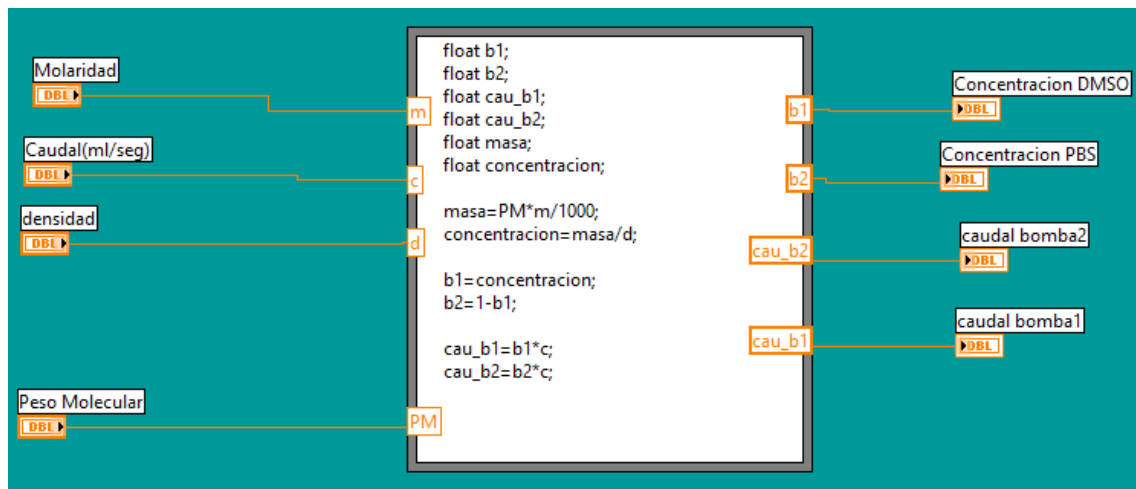 Molaridad
DBL
Caudal(ml/seg)
DBL
densidad
DBL
Peso Molecular
DBL
m
c
d
PM
float b1;
float b2;
float cau_b1;
float cau_b2;
float masa;
float concentracion;
masa=PM*m/1000;
concentracion=masa/d;
b1=concentracion;
b2=1-b1;
cau_b1=b1*c;
cau_b2=b2*c;
b1
b2
cau_b2
cau_b1
Concentracion DMSO
DBL
Concentracion PBS
DBL
caudal bomba2
DBL
caudal bomba1
DBL